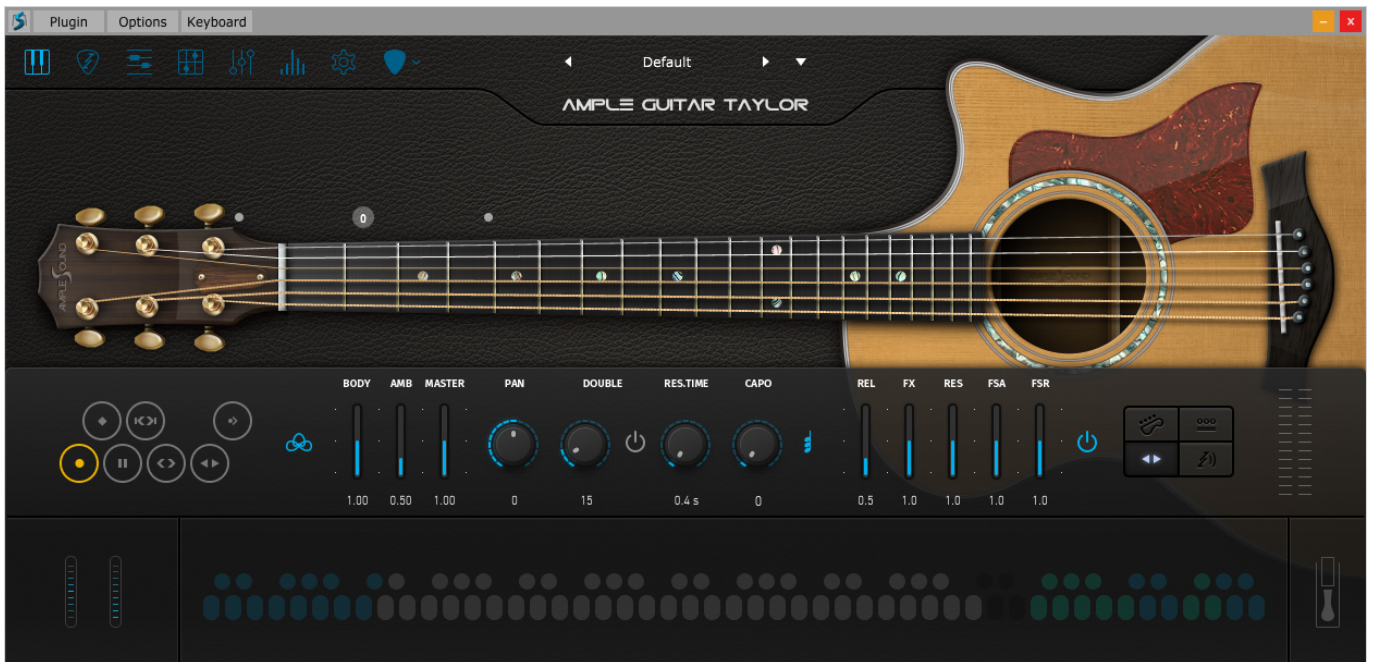 Plugin Options Keyboard
– x
Default
AMPLE GUITAR TAYLOR
0
AMPLE SOUND
BODY AMB MASTER PAN DOUBLE RES.TIME CAPO REL FX RES FSA FSR
1.00 0.50 1.00 0 15 0.4 s 0 0.5 1.0 1.0 1.0 1.0